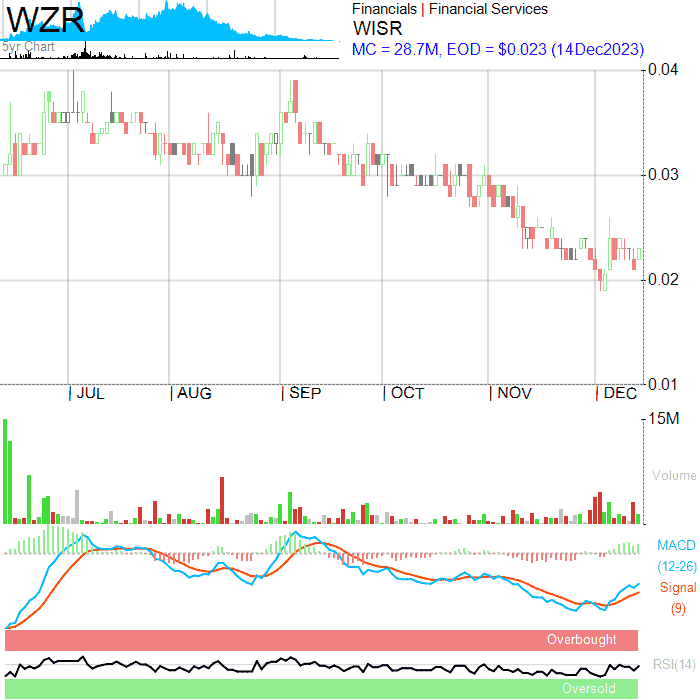 WZR
5yr Chart
Financials | Financial Services
WISR
MC = 28.7M, EOD = $0.023 (14Dec2023)
0.04
0.03
0.02
0.01
| JUL | AUG | SEP | OCT | NOV | DEC
15M
Volume
MACD
(12-26)
Signal
(9)
Overbought
RSI(14)
Oversold